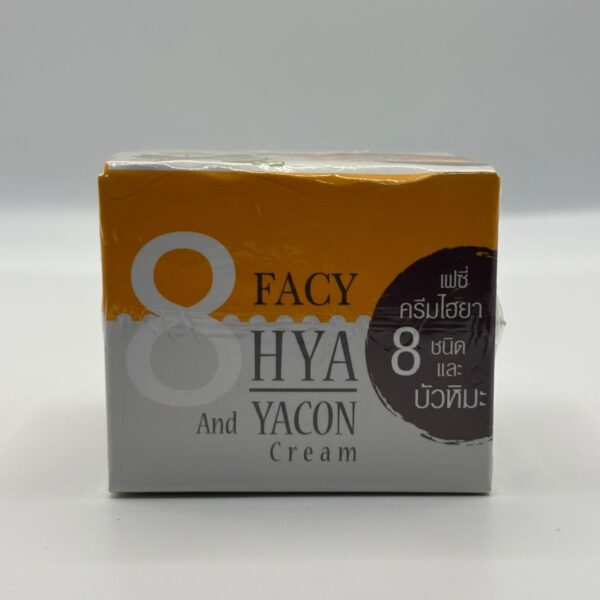 8
FACY
HYA
And YACON
Cream
เฟซี่
ครีมไฮยา
8 ชนิด
และ
บัวหิมะ